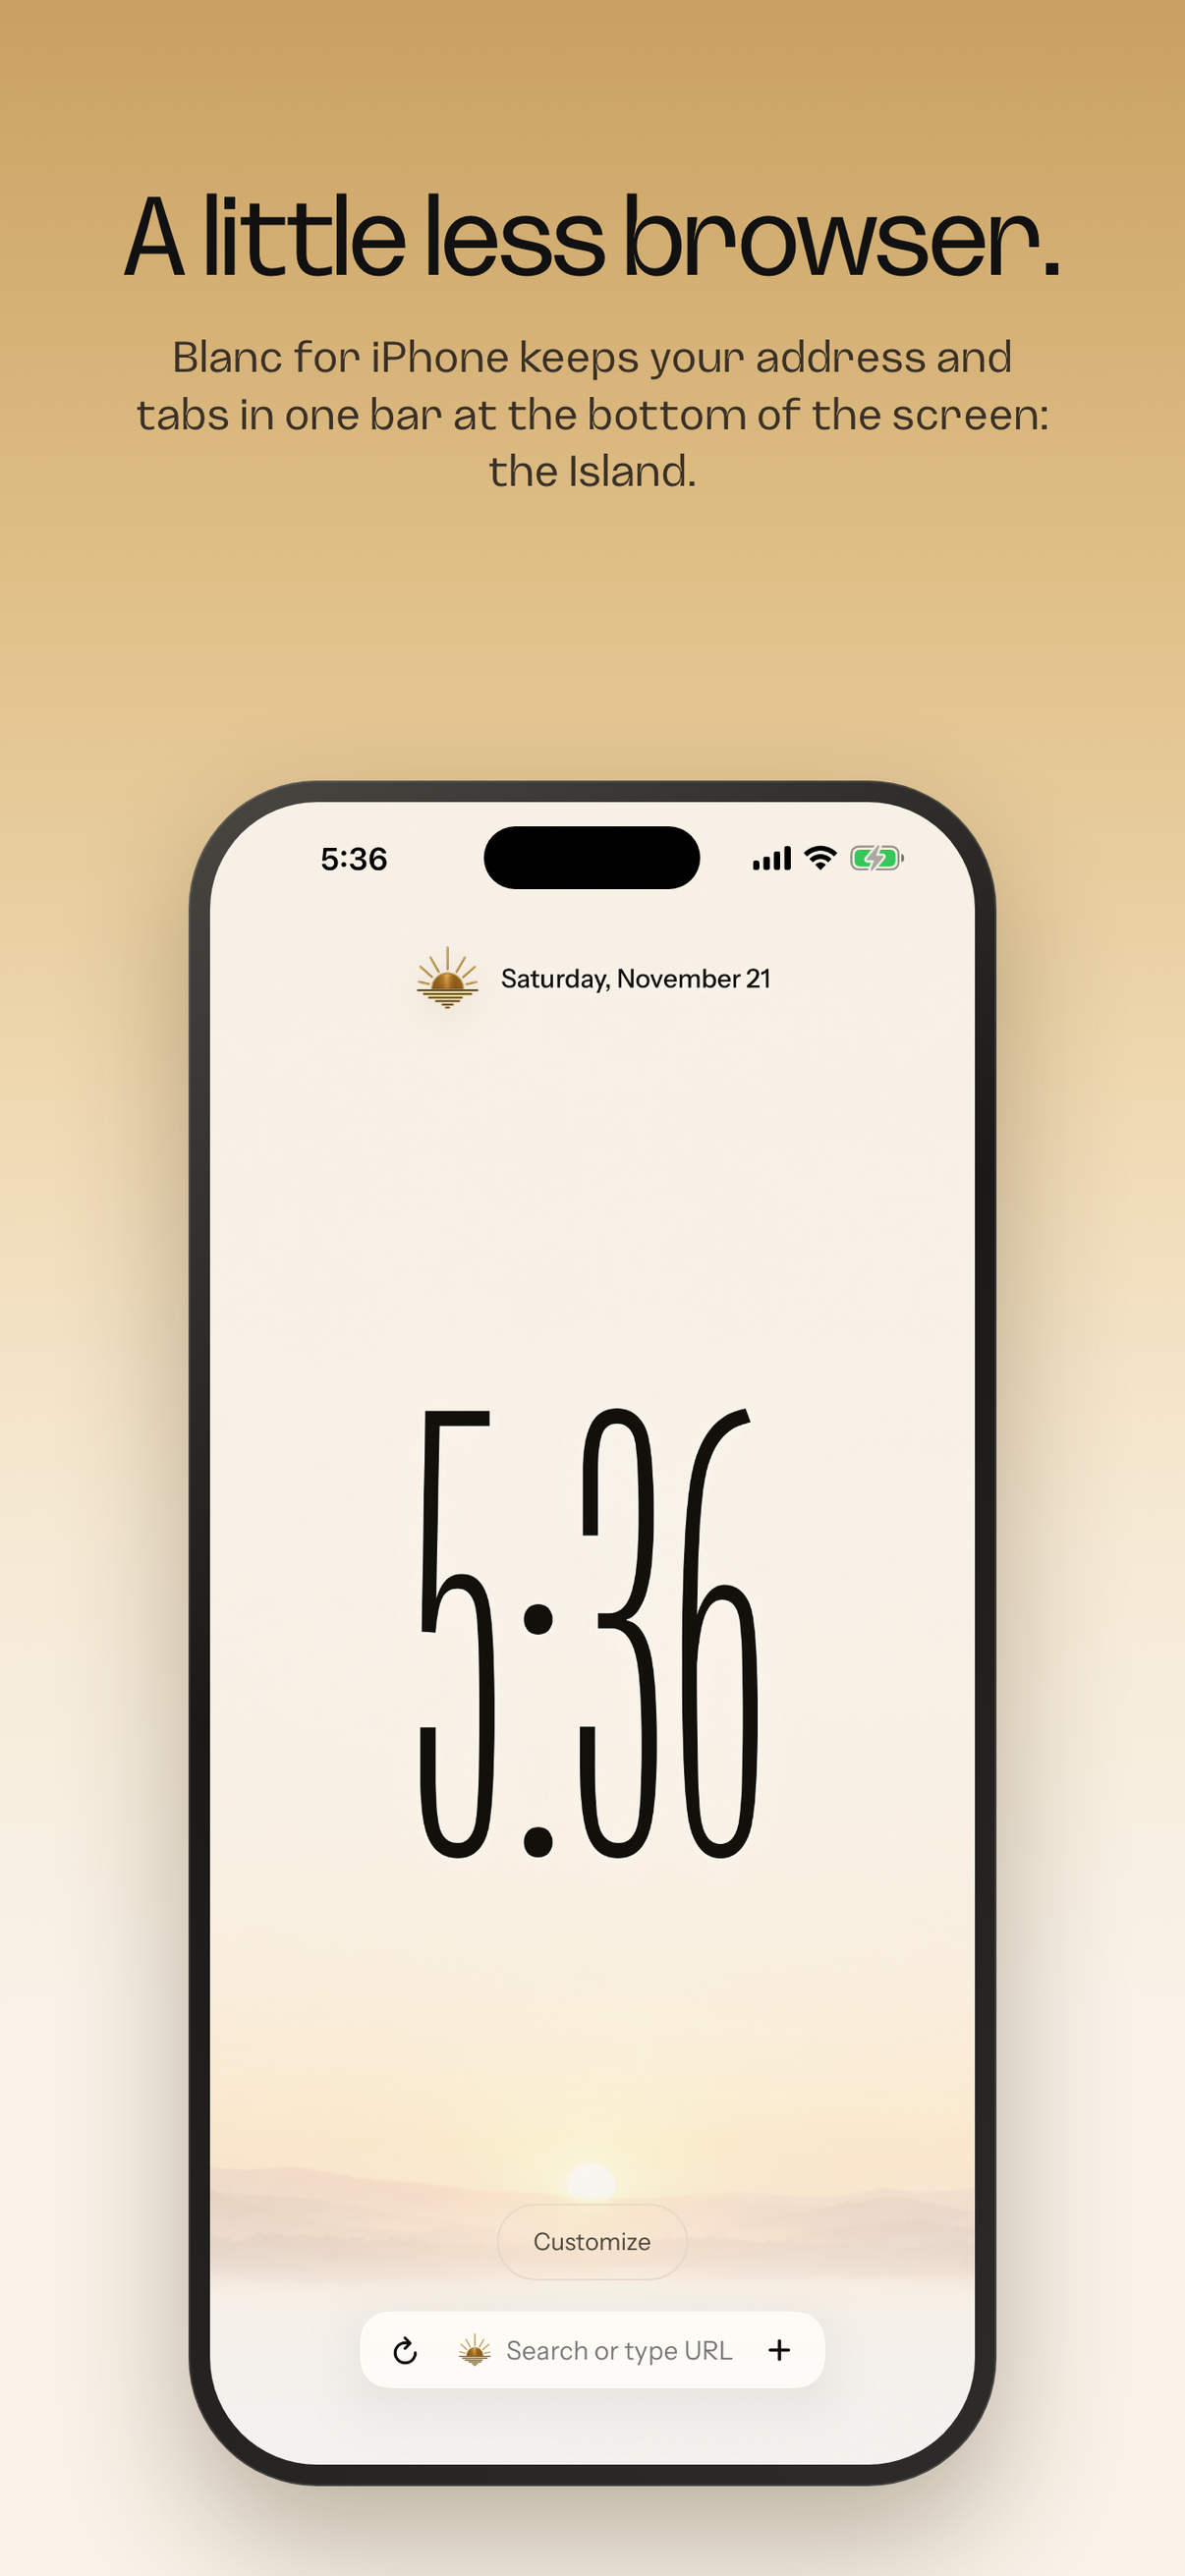 A little less browser.
Blanc for iPhone keeps your address and
tabs in one bar at the bottom of the screen:
the Island.
5:36
Saturday, November 21
5:36
Customize
Search or type URL